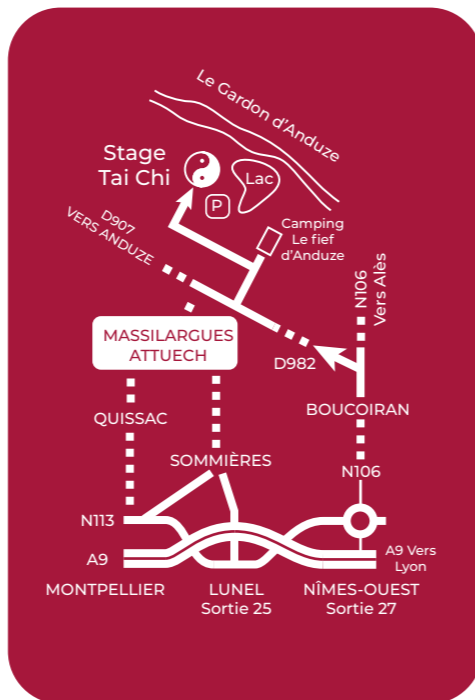 Le Gardon d'Anduze
Stage
Tai Chi
Lac
P
D907
VERS ANDUZE
Camping
Le fief
d'Anduze
N106
Vers Alès
MASSILARGUES
ATTUECH
D982
QUISSAC
BOUCOIRAN
SOMMIÈRES
N106
N113
A9
A9 Vers
Lyon
MONTPELLIER
LUNEL
Sortie 25
NÎMES-OUEST
Sortie 27